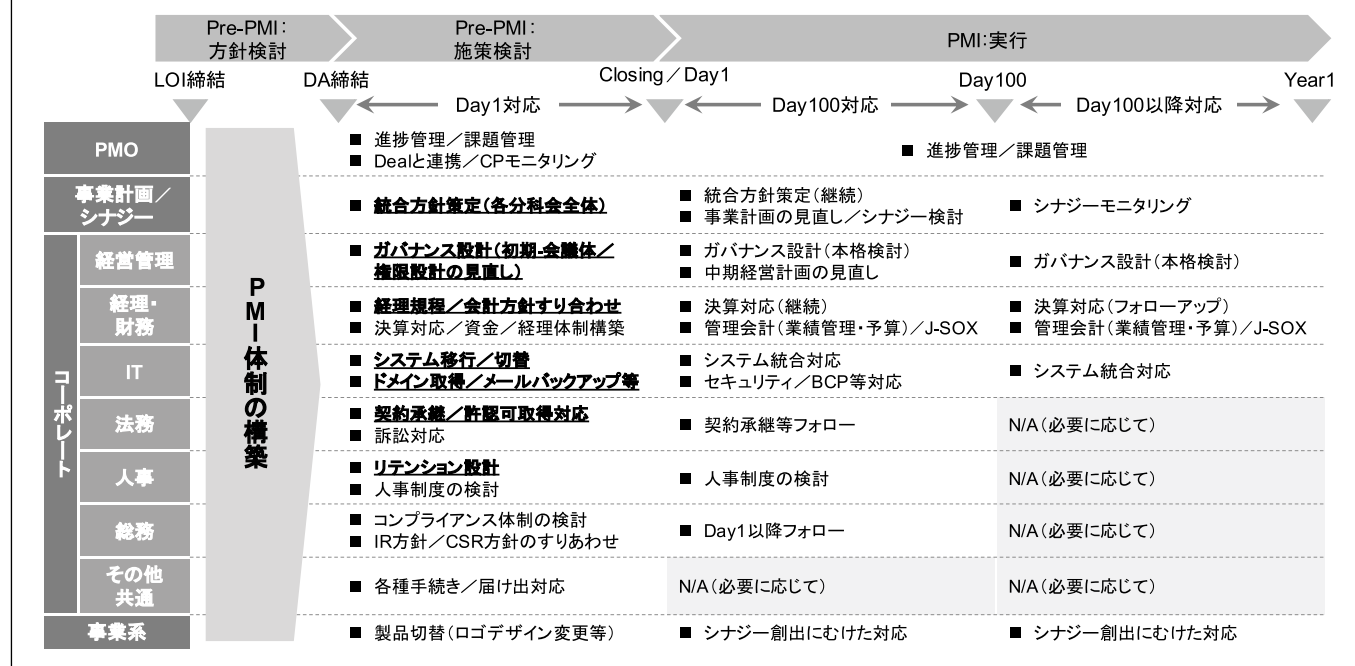 Pre-PMI：
方針検討
Pre-PMI：
施策検討
PMI：実行
LOI締結
DA締結
Closing／Day1
Day100
Year1
Day1対応
Day100対応
Day100以降対応
PMI体制の構築
PMO
■ 進捗管理／課題管理
■ Dealと連携／CPモニタリング
■ 進捗管理／課題管理
事業計画／
シナジー
■ 統合方針策定（各分科会全体）
■ 統合方針策定（継続）
■ 事業計画の見直し／シナジー検討
■ シナジーモニタリング
コーポレート
経営管理
■ ガバナンス設計（初期-会議体／
権限設計の見直し）
■ ガバナンス設計（本格検討）
■ 中期経営計画の見直し
■ ガバナンス設計（本格検討）
経理・
財務
■ 経理規程／会計方針すり合わせ
■ 決算対応／資金／経理体制構築
■ 決算対応（継続）
■ 管理会計（業績管理・予算）／J-SOX
■ 決算対応（フォローアップ）
■ 管理会計（業績管理・予算）／J-SOX
IT
■ システム移行／切替
■ ドメイン取得／メールバックアップ等
■ システム統合対応
■ セキュリティ／BCP等対応
■ システム統合対応
法務
■ 契約承継／許認可取得対応
■ 訴訟対応
■ 契約承継等フォロー
N/A（必要に応じて）
人事
■ リテンション設計
■ 人事制度の検討
■ 人事制度の検討
N/A（必要に応じて）
総務
■ コンプライアンス体制の検討
■ IR方針／CSR方針のすりあわせ
■ Day1以降フォロー
N/A（必要に応じて）
その他
共通
■ 各種手続き／届け出対応
N/A（必要に応じて）
N/A（必要に応じて）
事業系
■ 製品切替（ロゴデザイン変更等）
■ シナジー創出にむけた対応
■ シナジー創出にむけた対応